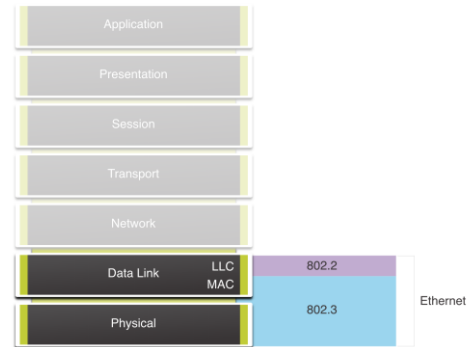 Application
Presentation
Session
Transport
Network
Data Link LLC 802.2
MAC
802.3
Ethernet
Physical